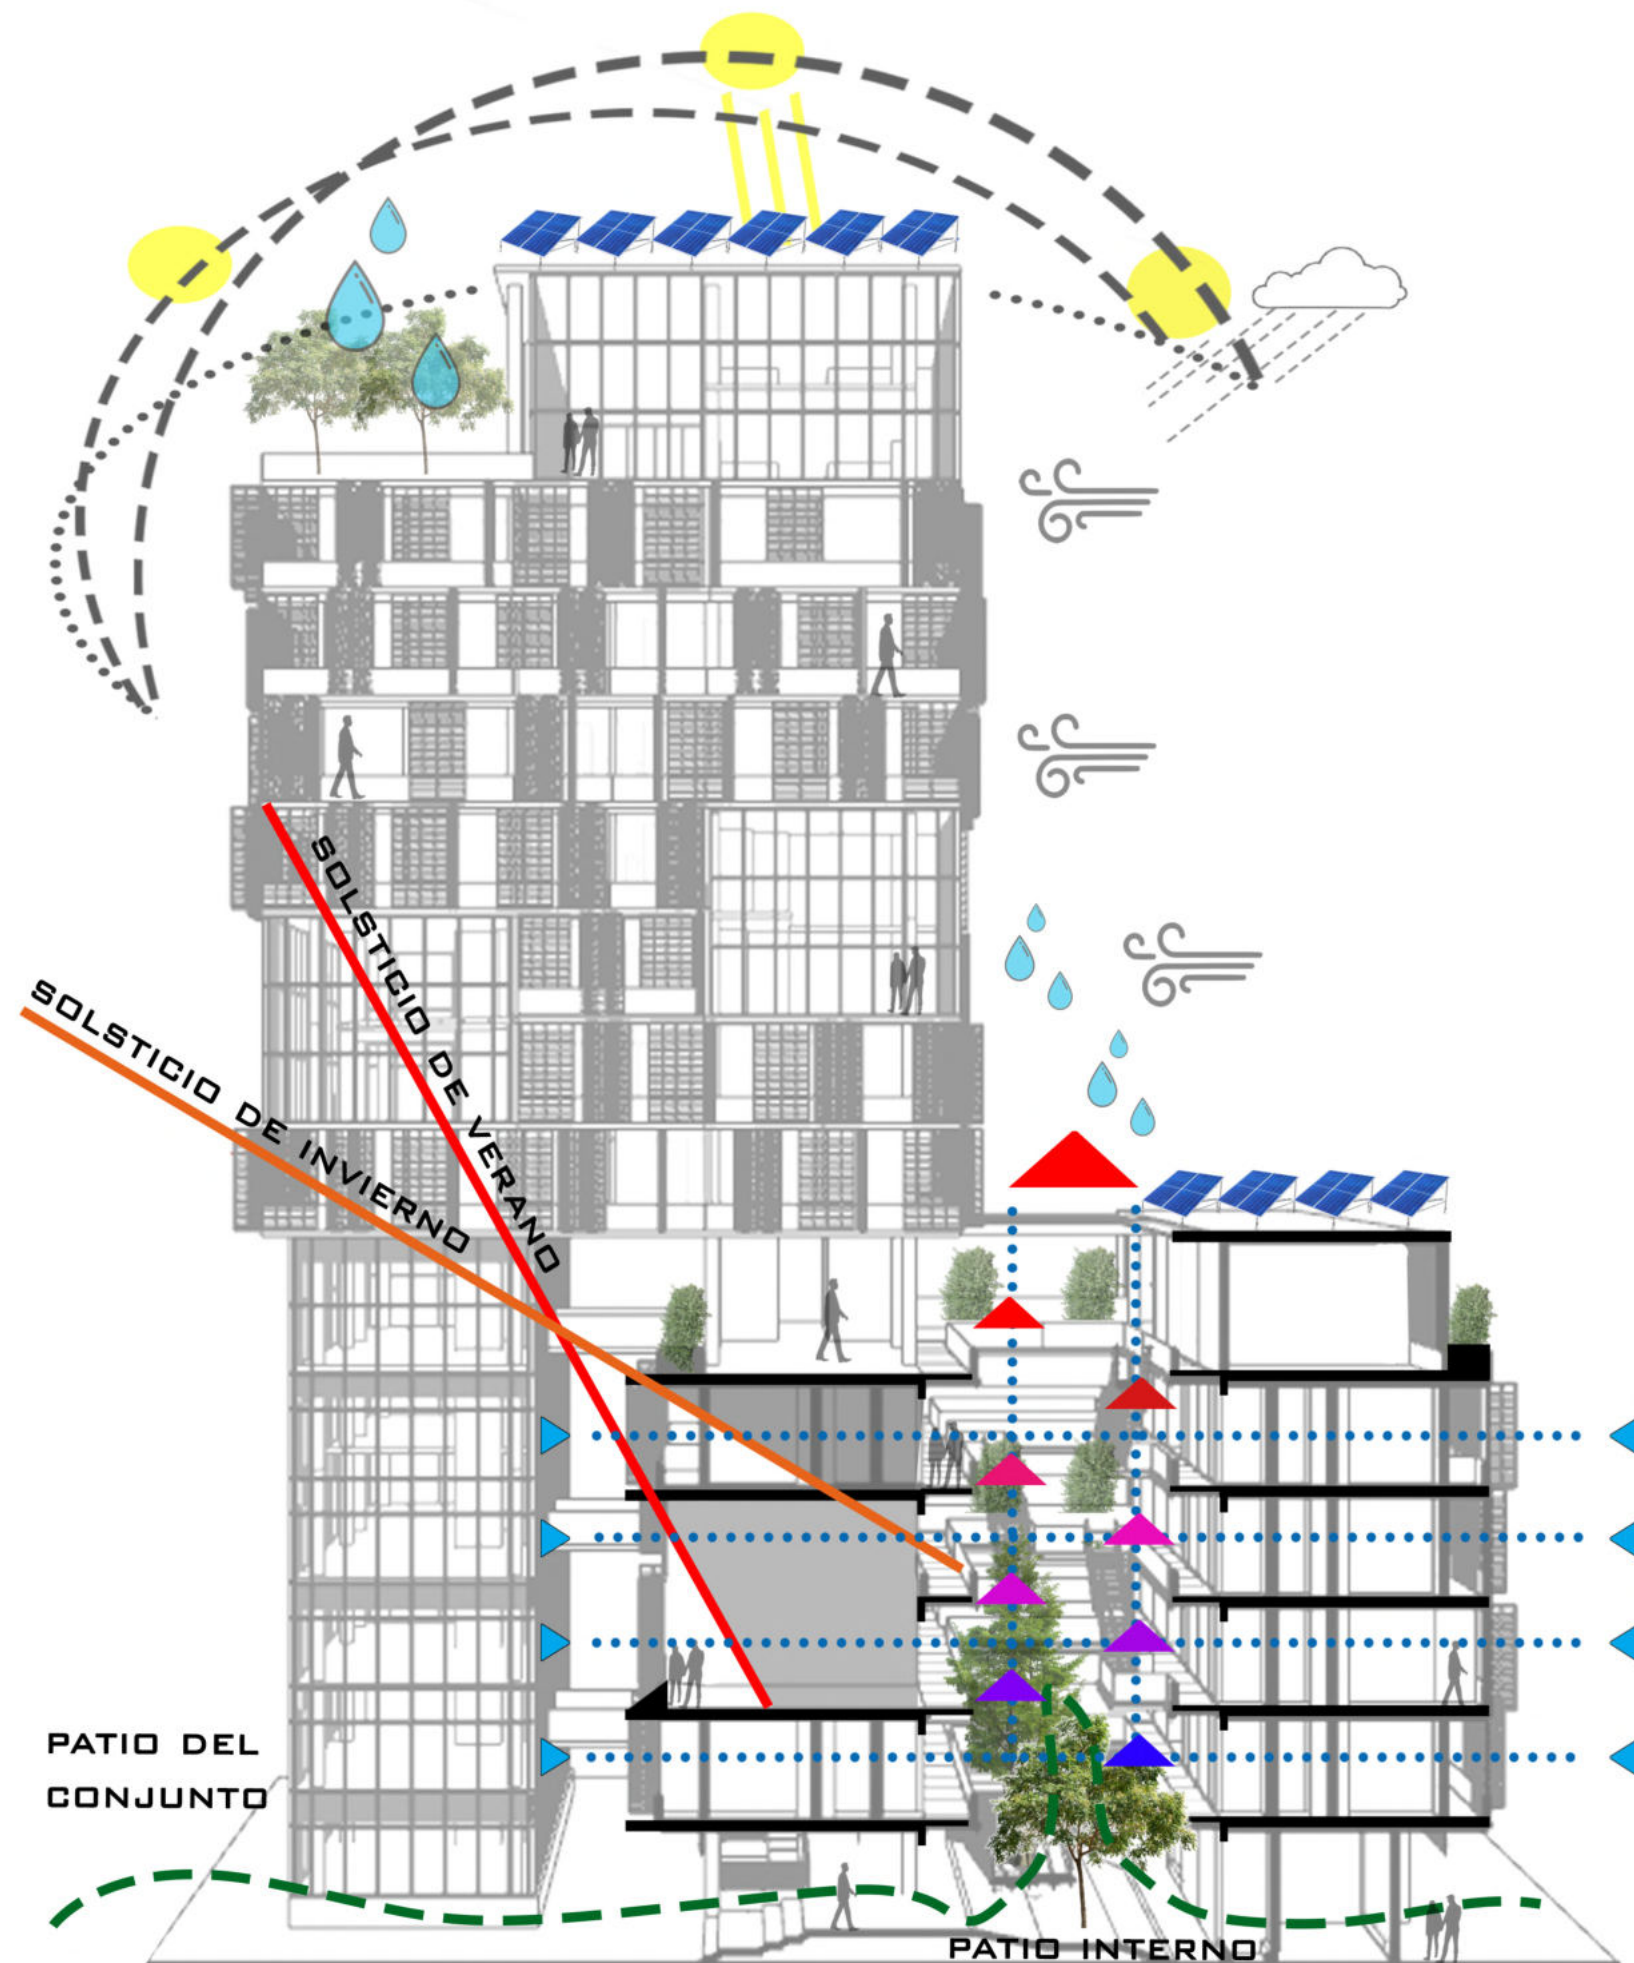 SOLSTICIO DE VERANO
SOLSTICIO DE INVIERNO
PATIO DEL
CONJUNTO
PATIO INTERNO